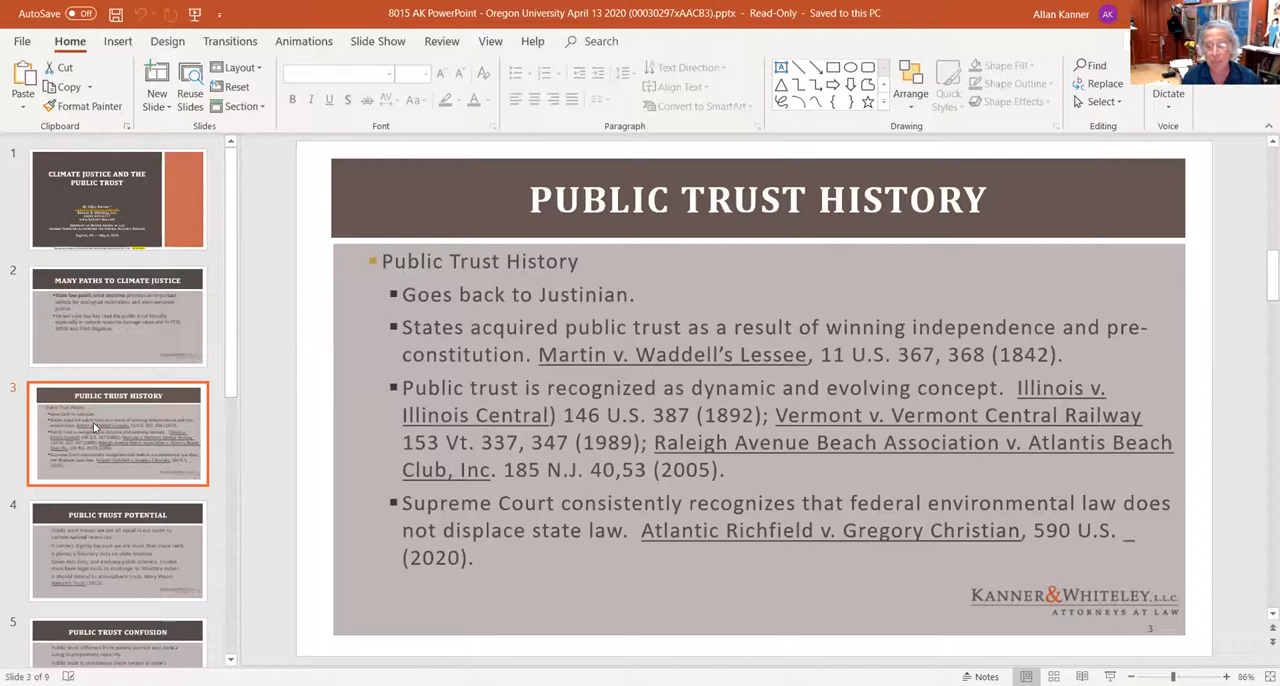 AutoSave Off
8015 AK PowerPoint - Oregon University April 13 2020 (00030297xAACB3).pptx - Read-Only - Saved to this PC
Allan Kanner AK
File Home Insert Design Transitions Animations Slide Show Review View Help Search
Paste
Cut
Copy
Format Painter
Clipboard
New Slide
Reuse Slides
Layout
Reset
Section
Slides
B I U S ab AV Aa A
Font
Text Direction
Align Text
Convert to SmartArt
Paragraph
Arrange
Quick Styles
Shape Fill
Shape Outline
Shape Effects
Drawing
Find
Replace
Select
Editing
Dictate
Voice
1
CLIMATE JUSTICE AND THE
PUBLIC TRUST
2
MANY PATHS TO CLIMATE JUSTICE
3
PUBLIC TRUST HISTORY
4
PUBLIC TRUST POTENTIAL
5
PUBLIC TRUST CONFUSION
PUBLIC TRUST HISTORY
Public Trust History
Goes back to Justinian.
States acquired public trust as a result of winning independence and pre-
constitution. Martin v. Waddell's Lessee, 11 U.S. 367, 368 (1842).
Public trust is recognized as dynamic and evolving concept. Illinois v.
Illinois Central) 146 U.S. 387 (1892); Vermont v. Vermont Central Railway
153 Vt. 337, 347 (1989); Ralegh Avenue Beach Association v. Atlantis Beach
Club, Inc. 185 N.J. 40,53 (2005).
Supreme Court consistently recognizes that federal environmental law does
not displace state law. Atlantic Richfield v. Gregory Christian, 590 U.S. _
(2020).
KANNER&WHITELEY, L.L.C.
ATTORNEYS AT LAW
3
Slide 3 of 9
Notes
86%